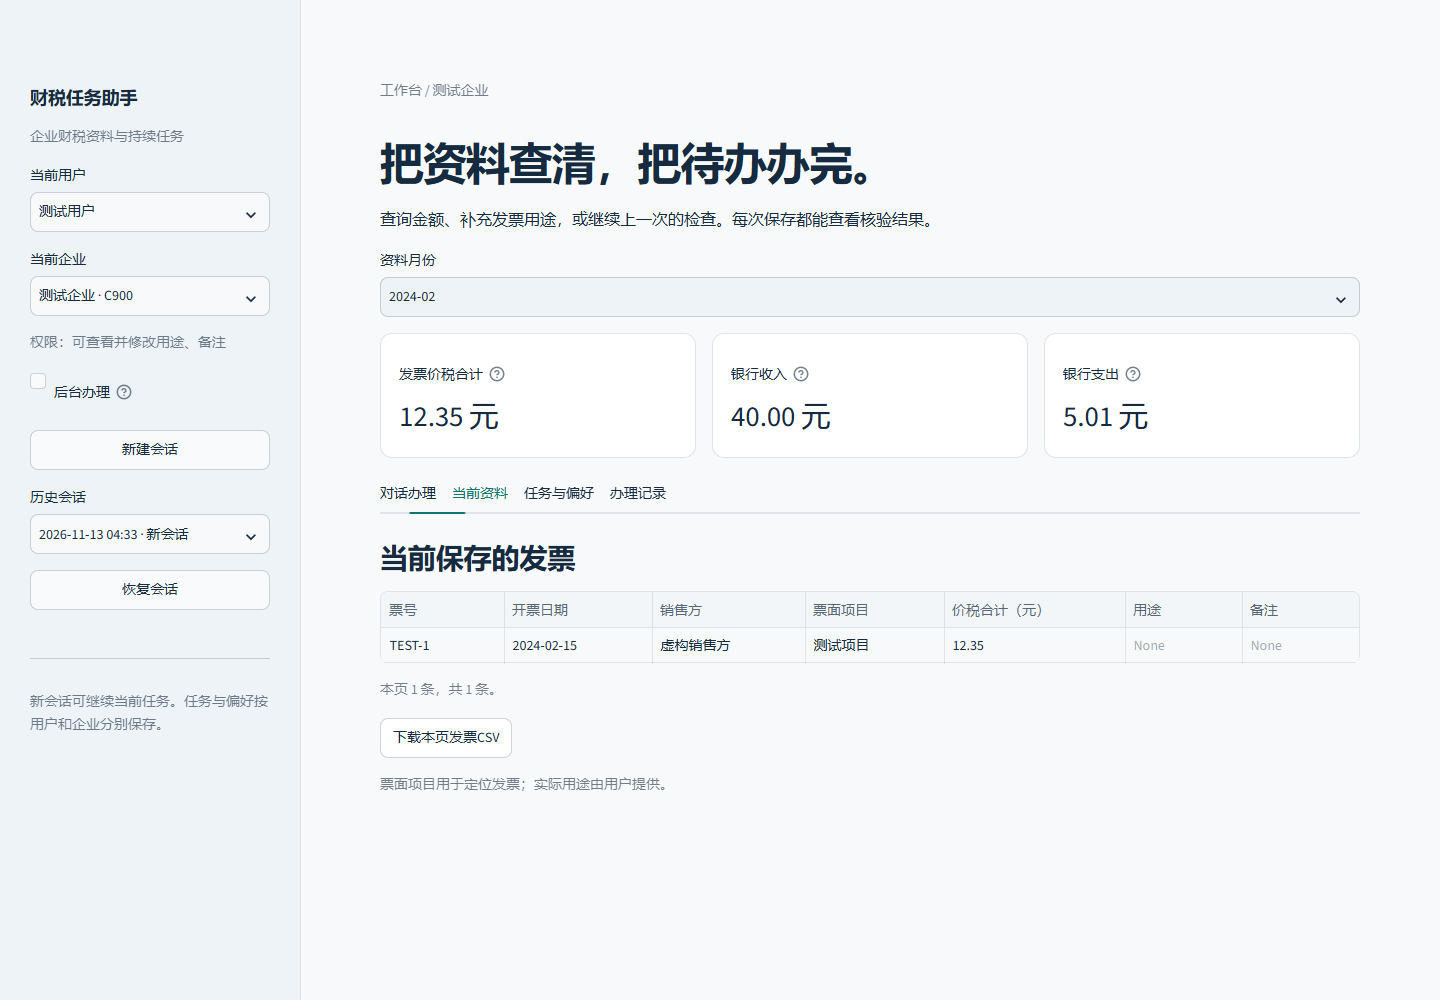 财税任务助手
企业财税资料与持续任务
当前用户
测试用户
当前企业
测试企业 · C900
权限：可查看并修改用途、备注
后台办理
新建会话
历史会话
2026-11-13 04:33 · 新会话
恢复会话
新会话可继续当前任务。任务与偏好按
用户和企业分别保存。
工作台 / 测试企业
把资料查清，把待办办完。
查询金额、补充发票用途，或继续上一次的检查。每次保存都能查看核验结果。
资料月份
2024-02
发票价税合计 银行收入 银行支出
12.35 元 40.00 元 5.01 元
对话办理 当前资料 任务与偏好 办理记录
当前保存的发票
票号 开票日期 销售方 票面项目 价税合计（元） 用途 备注
TEST-1 2024-02-15 虚构销售方 测试项目 12.35 None None
本页 1 条，共 1 条。
下载本页发票CSV
票面项目用于定位发票；实际用途由用户提供。